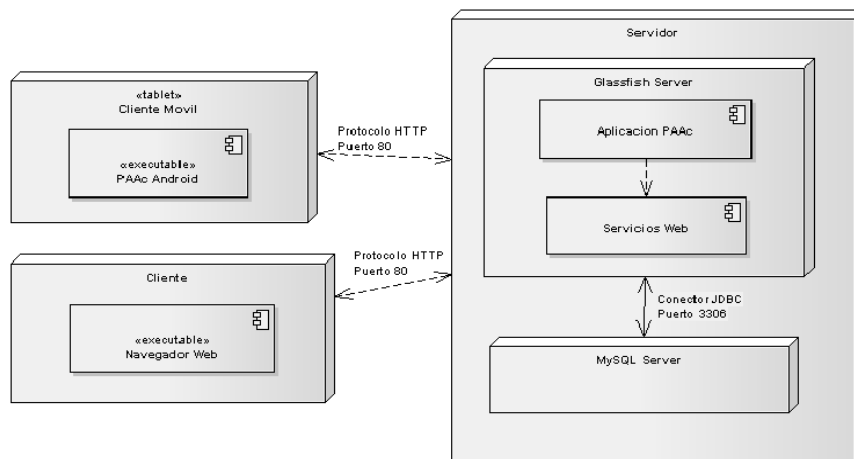 «tablet»
Cliente Movil
«executable»
PAAc Android
Protocolo HTTP
Puerto 80
Cliente
«executable»
Navegador Web
Protocolo HTTP
Puerto 80
Servidor
Glassfish Server
Aplicacion PAAc
Servicios Web
Conector JDBC
Puerto 3306
MySQL Server